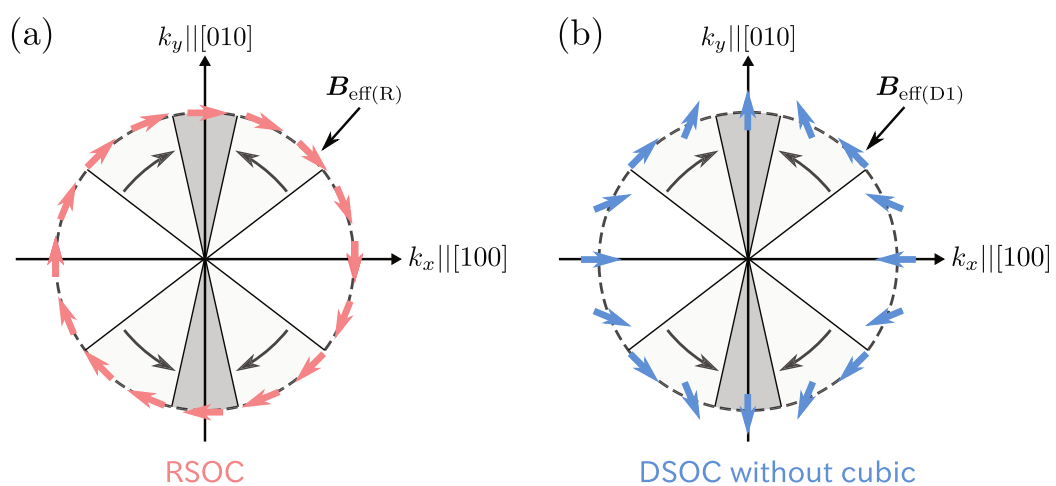 (a)
k_y||[010]
B_eff(R)
k_x||[100]
RSOC
(b)
k_y||[010]
B_eff(D1)
k_x||[100]
DSOC without cubic